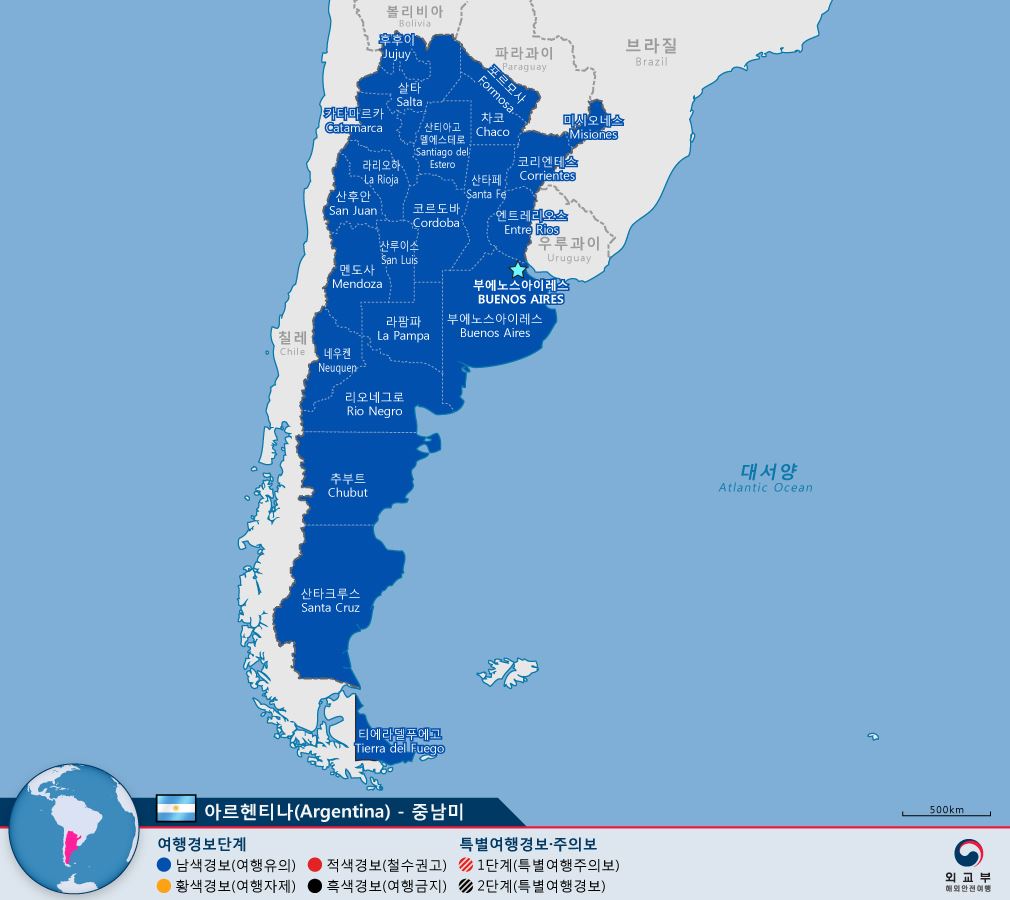 볼리비아
Bolivia
후후이
Jujuy
브라질
Brazil
파라과이
Paraguay
포르모사
Formosa
살타
Salta
카타마르카
Catamarca
차코
Chaco
미시오네스
Misiones
산티아고
델에스테로
Santiago del
Estero
코리엔테스
Corrientes
라리오하
La Rioja
산타페
Santa Fe
산후안
San Juan
코르도바
Cordoba
엔트레리오스
Entre Rios
우루과이
Uruguay
산루이스
San Luis
멘도사
Mendoza
부에노스아이레스
BUENOS AIRES
부에노스아이레스
Buenos Aires
라팜파
La Pampa
칠레
Chile
네우켄
Neuquen
리오네그로
Rio Negro
추부트
Chubut
대서양
Atlantic Ocean
산타크루스
Santa Cruz
티에라델푸에고
Tierra del Fuego
500km
아르헨티나(Argentina) - 중남미
여행경보단계
남색경보(여행유의)
적색경보(철수권고)
황색경보(여행자제)
흑색경보(여행금지)
특별여행경보·주의보
1단계(특별여행주의보)
2단계(특별여행경보)
외교부
해외안전여행